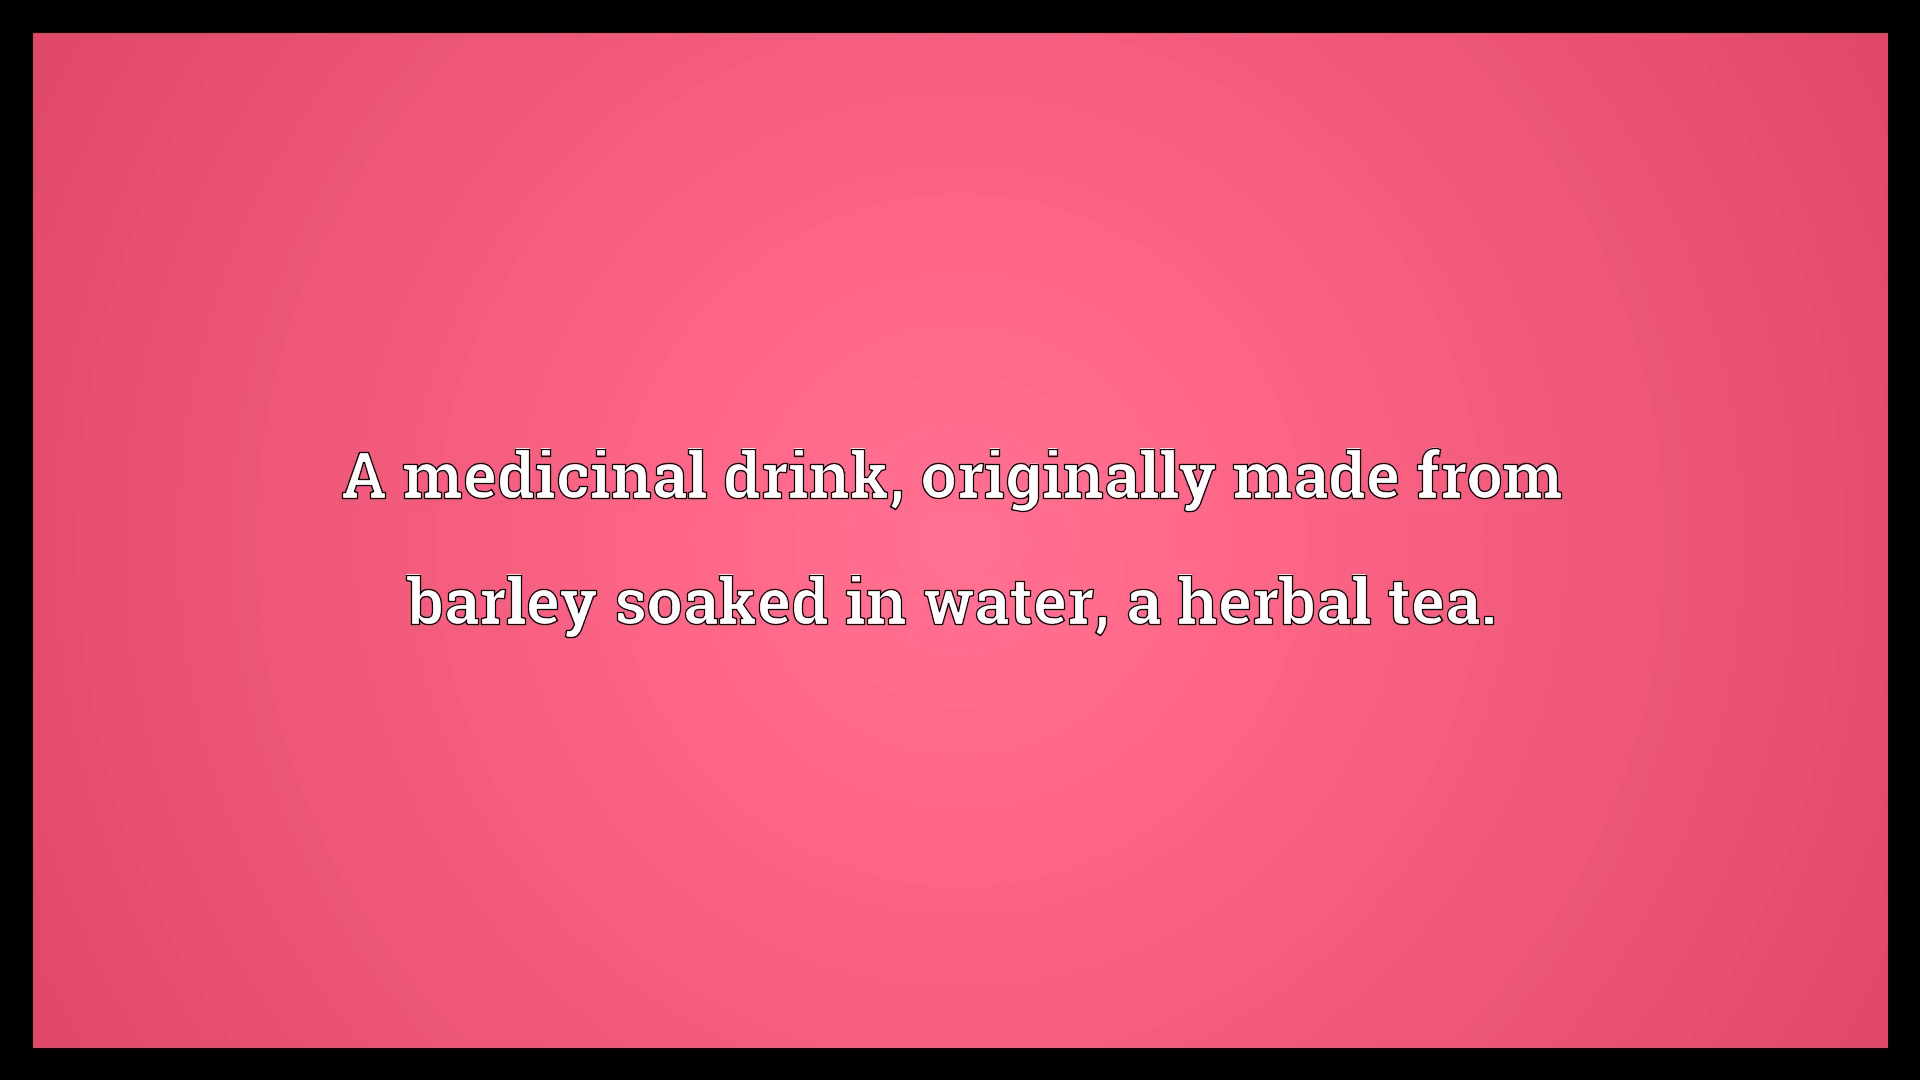 A medicinal drink, originally made from
barley soaked in water, a herbal tea.